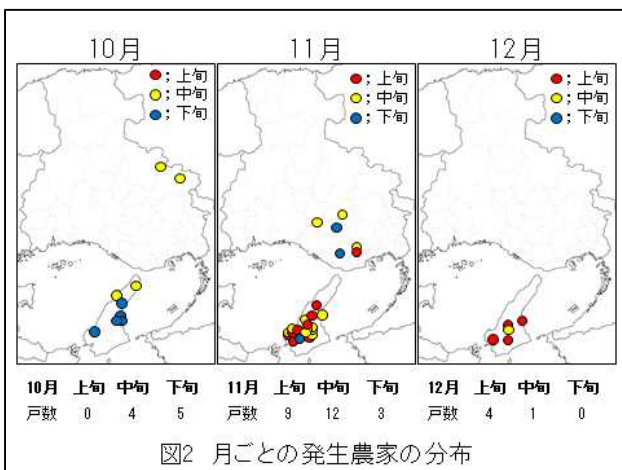 10月 11月 12月
●；上旬 ●；上旬 ●；上旬
●；中旬 ●；中旬 ●；中旬
●；下旬 ●；下旬 ●；下旬
10月 上旬 中旬 下旬 11月 上旬 中旬 下旬 12月 上旬 中旬 下旬
戸数 0 4 5 戸数 9 12 3 戸数 4 1 0
図2 月ごとの発生農家の分布